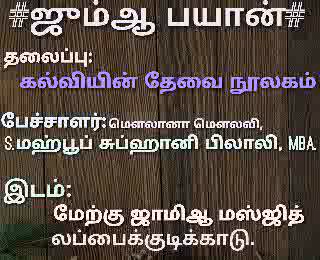 #ஜும்ஆ பயான்#
தலைப்பு:
கல்வியின் தேவை நூலகம்
பேச்சாளர்: மௌலானா மௌலவி,
S.மஹ்பூப் சுப்ஹானி பிலாலி, MBA.
இடம்:
மேற்கு ஜாமிஆ மஸ்ஜித்
லப்பைக்குடிக்காடு.